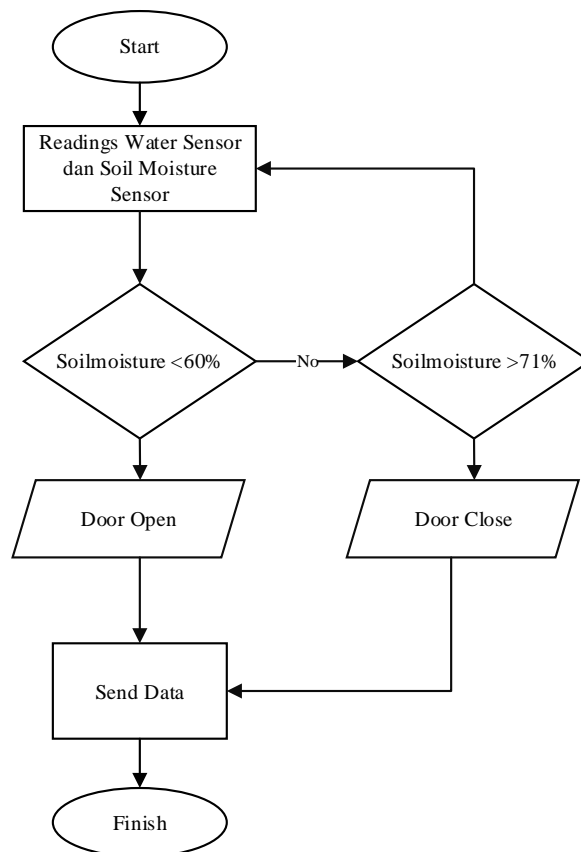 Start
Readings Water Sensor
dan Soil Moisture
Sensor
Soilmoisture <60%
No
Soilmoisture >71%
Door Open
Door Close
Send Data
Finish